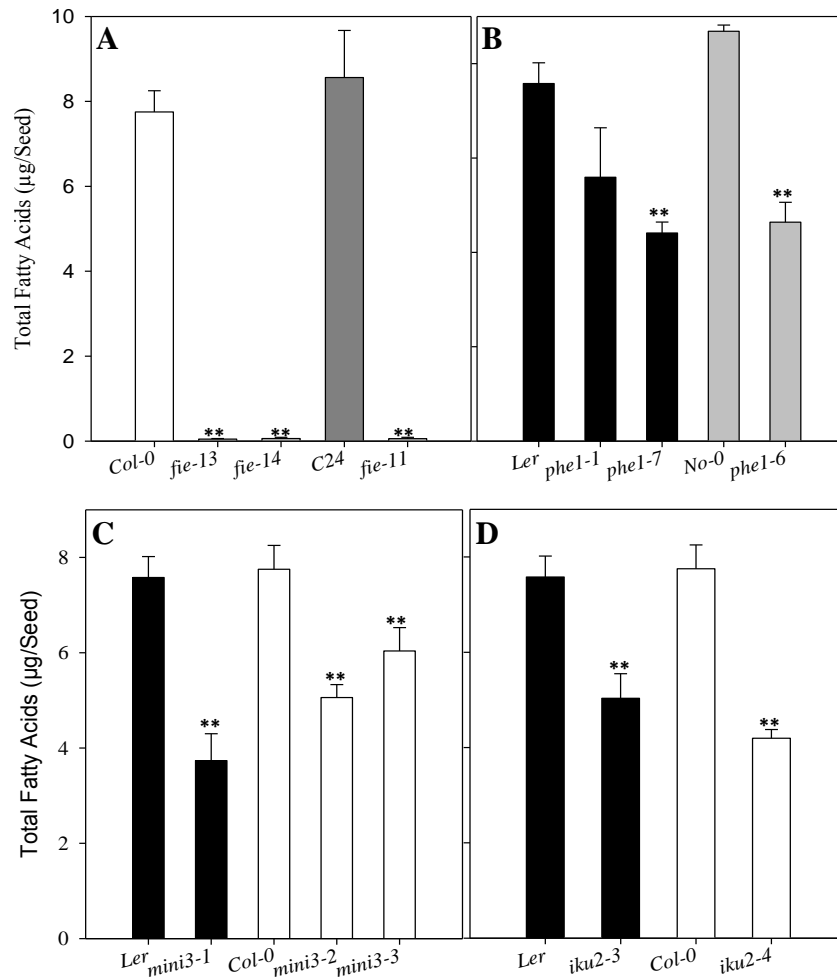 A
B
Total Fatty Acids (µg/Seed)
10
8
6
4
2
0
** ** **
** **
Col-0 fie-13 fie-14 C24 fie-11
Ler phe1-1 phe1-7 No-0 phe1-6
C
D
Total Fatty Acids (µg/Seed)
8
6
4
2
0
** ** **
** **
Ler mini3-1 Col-0 mini3-2 mini3-3
Ler iku2-3 Col-0 iku2-4